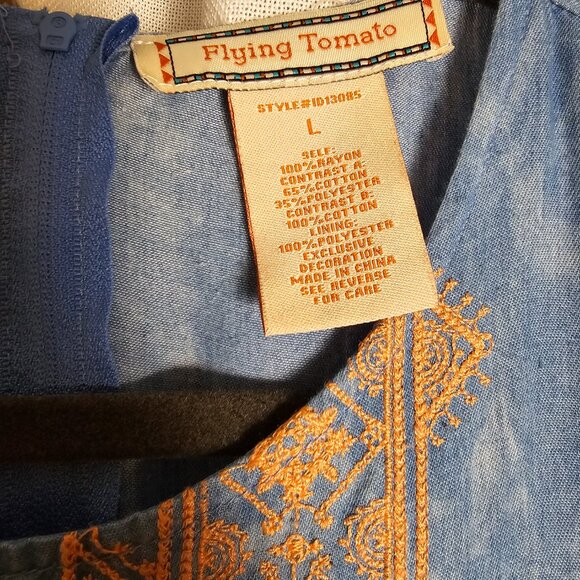 Flying Tomato
STYLE#ID13085
L
SELF:
100%RAYON
CONTRAST A:
65%COTTON
35%POLYESTER
CONTRAST B:
100%COTTON
LINING:
100%POLYESTER
EXCLUSIVE
DECORATION
MADE IN CHINA
SEE REVERSE
FOR CARE